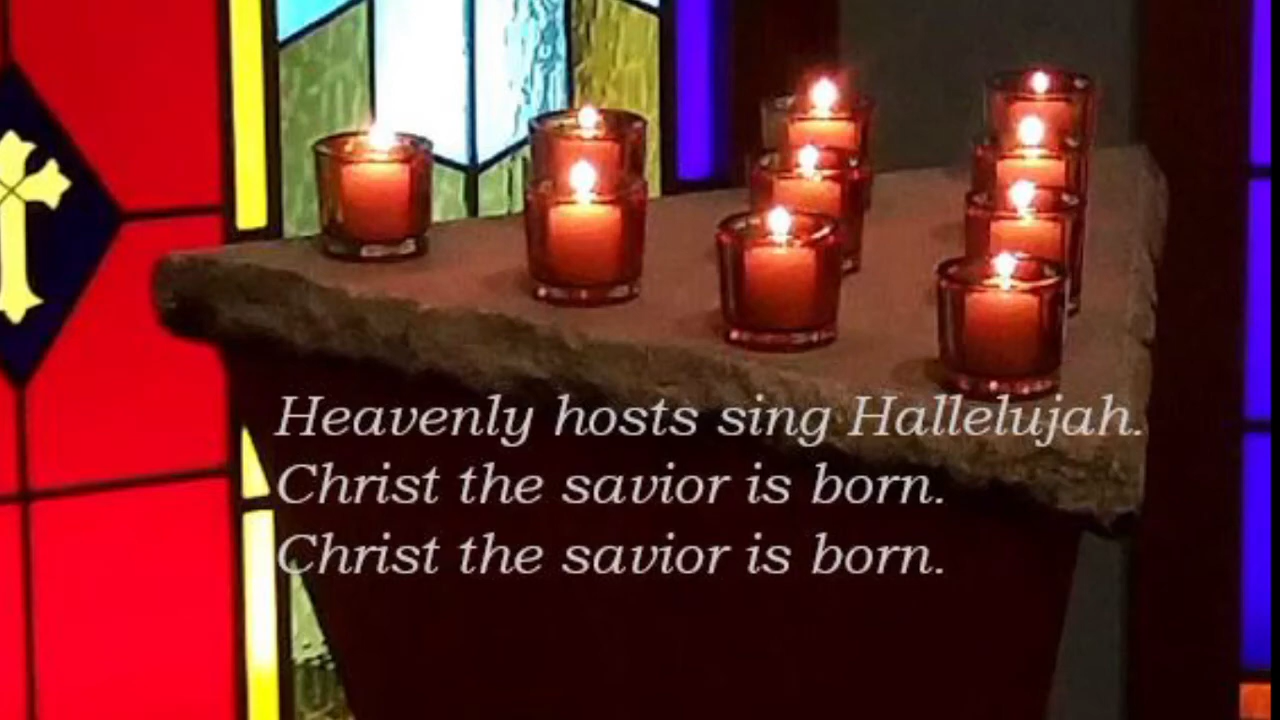 Heavenly hosts sing Hallelujah.
Christ the savior is born.
Christ the savior is born.